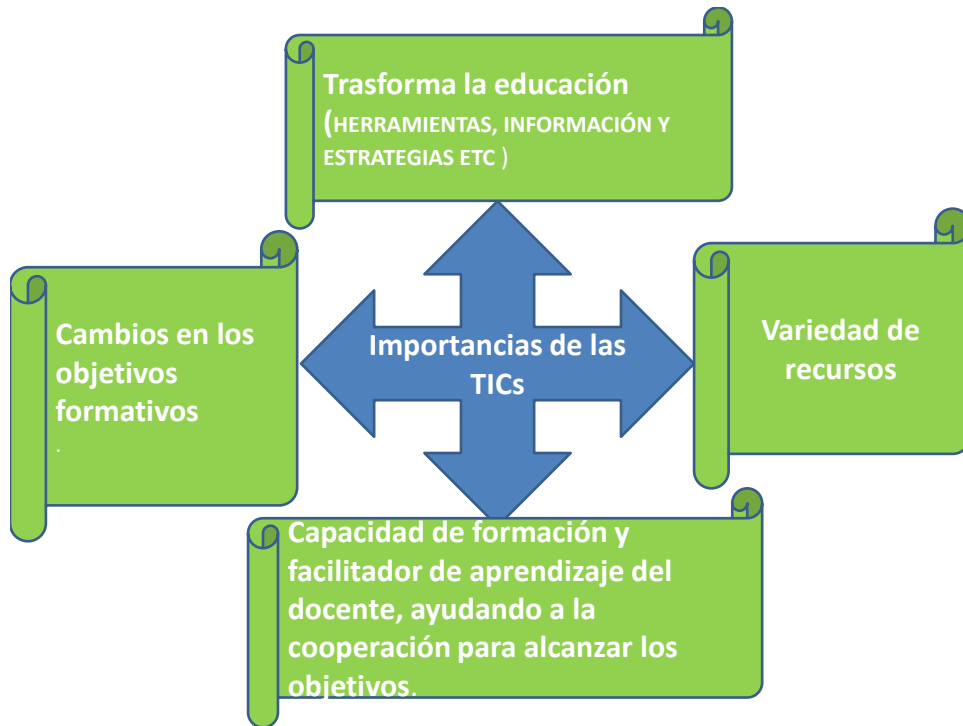 Trasforma la educación
(HERRAMIENTAS, INFORMACIÓN Y
ESTRATEGIAS ETC )
Cambios en los
objetivos
formativos
.
Importancias de las
TICs
Variedad de
recursos
Capacidad de formación y
facilitador de aprendizaje del
docente, ayudando a la
cooperación para alcanzar los
objetivos.